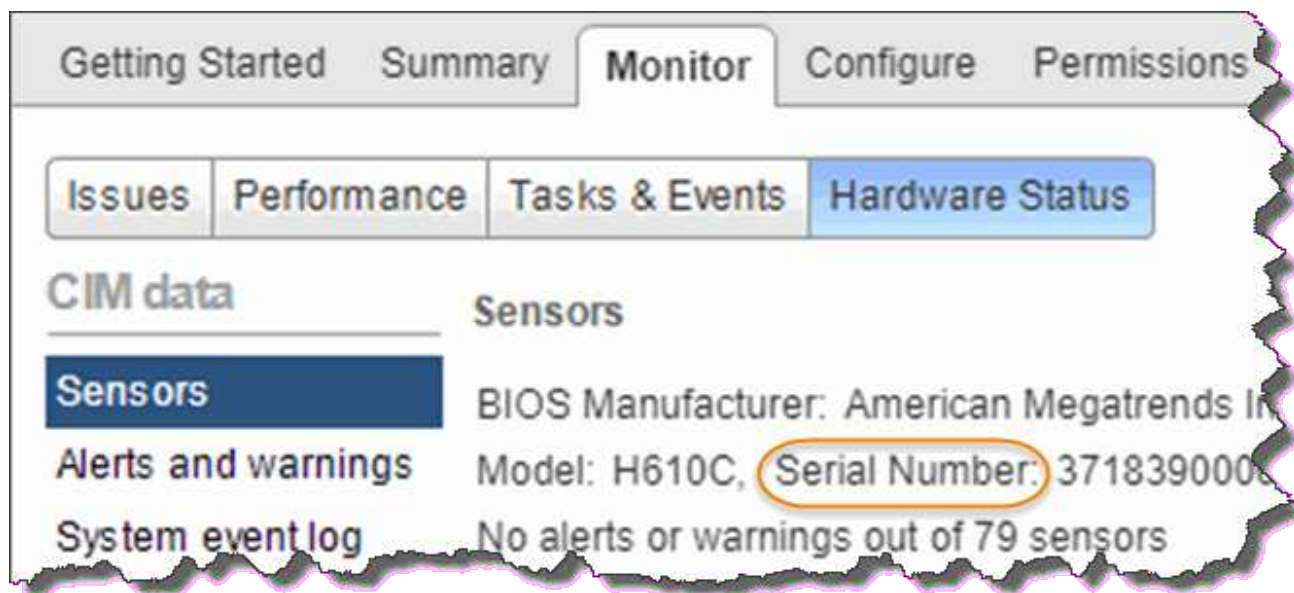 Getting Started Summary Monitor Configure Permissions
Issues Performance Tasks & Events Hardware Status
CIM data
Sensors
Sensors
Alerts and warnings
System event log
BIOS Manufacturer: American Megatrends
Model: H610C, Serial Number:
No alerts or warnings out of 79 sensors